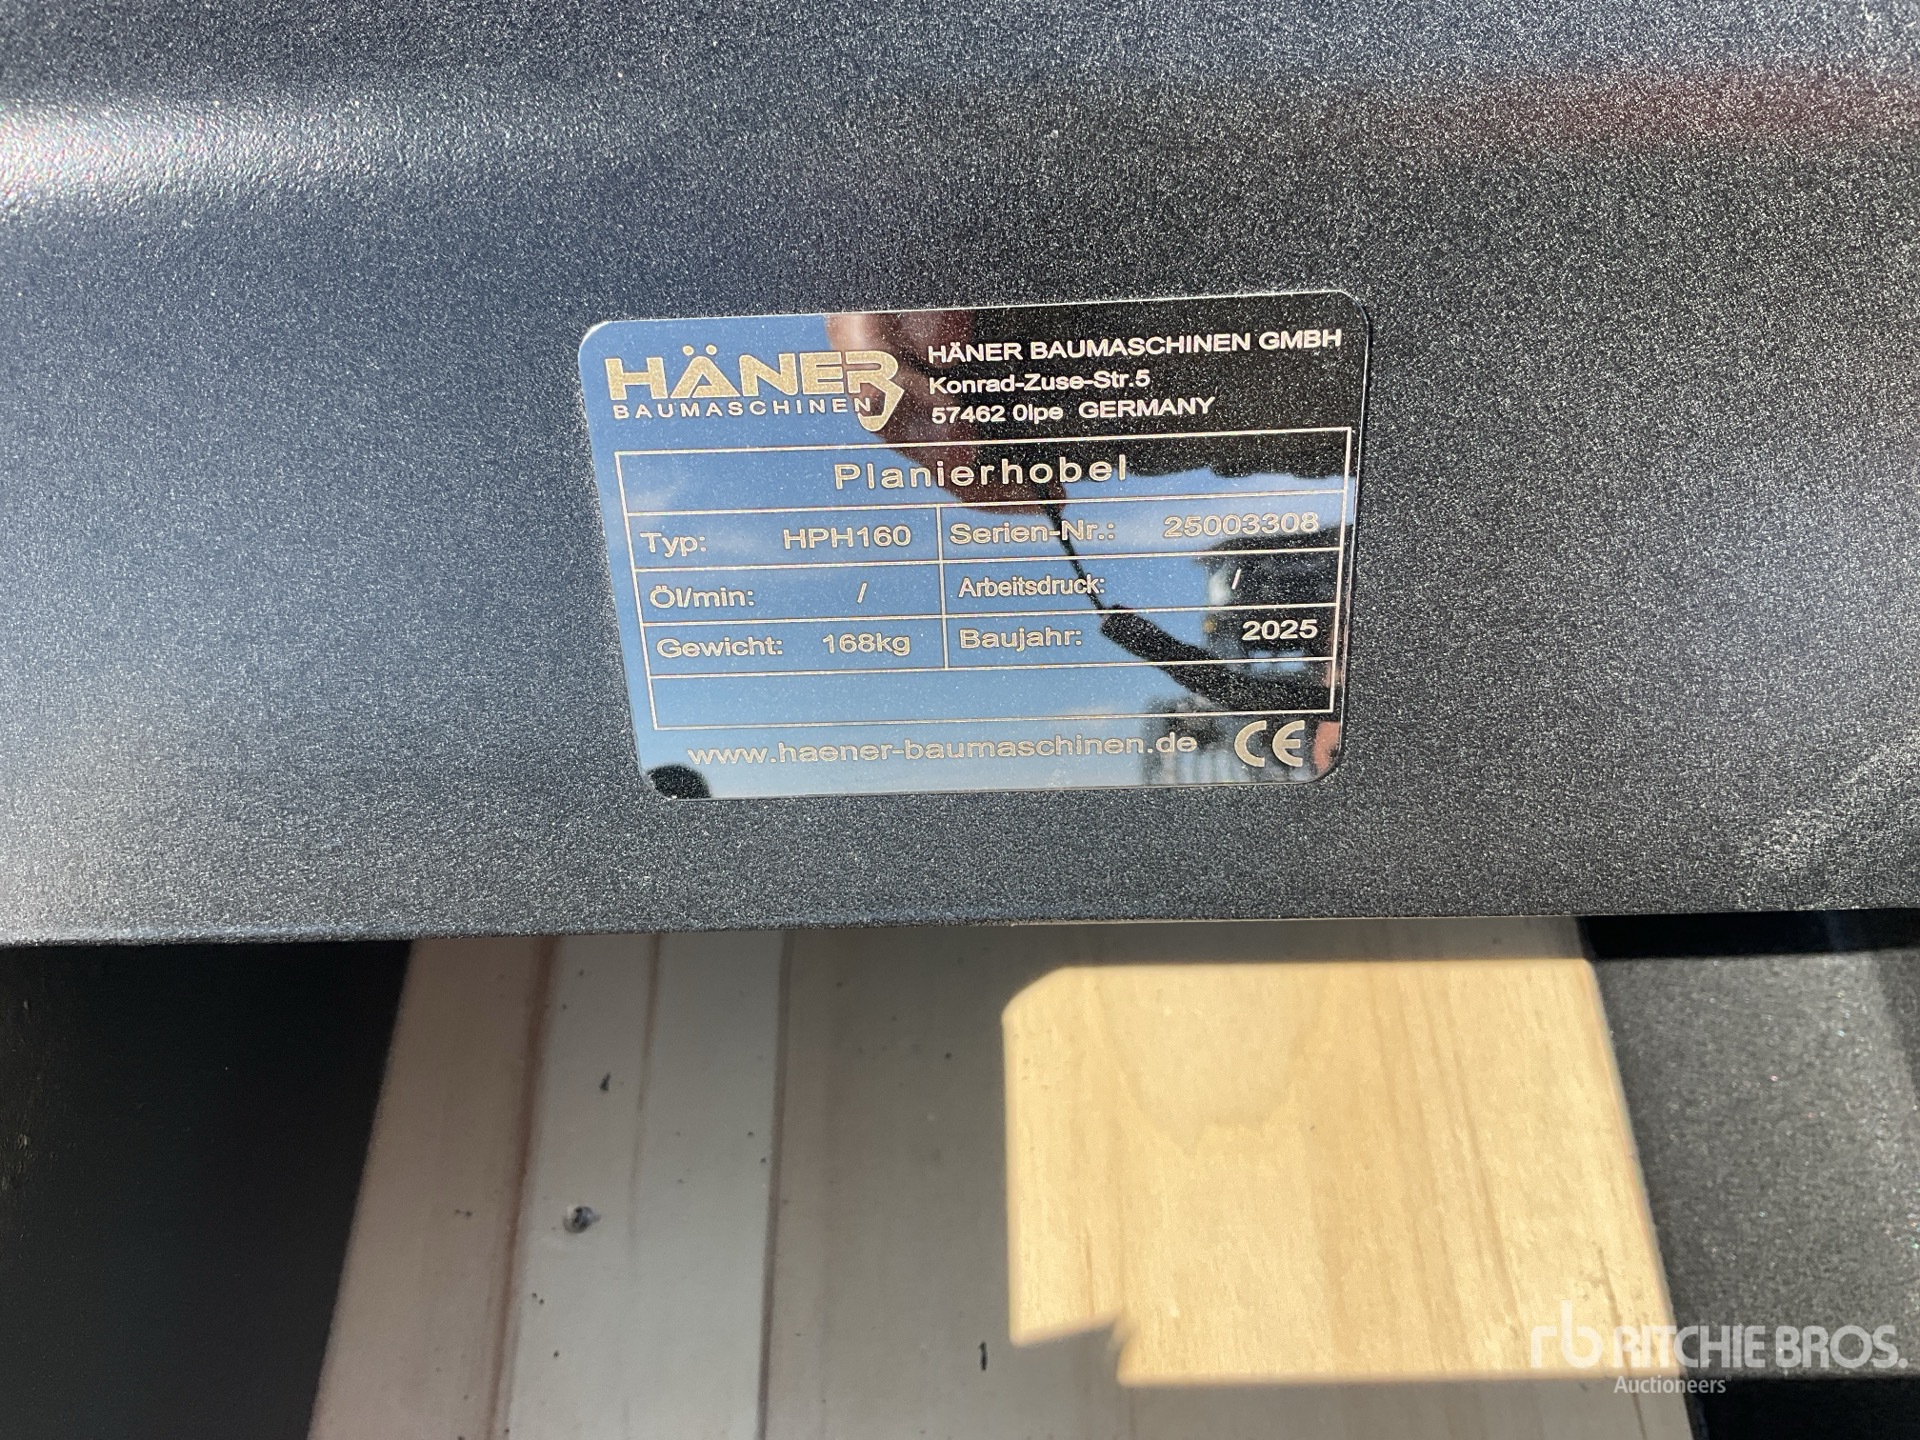 HÄNER
BAUMASCHINEN
HÄNER BAUMASCHINEN GMBH
Konrad-Zuse-Str.5
57462 Olpe GERMANY
Planierhobel
Typ: HPH160 Serien-Nr.: 25003308
Öl/min: / Arbeitsdruck: /
Gewicht: 168kg Baujahr: 2025
www.haener-baumaschinen.de CE
rb RITCHIE BROS.
Auctioneers